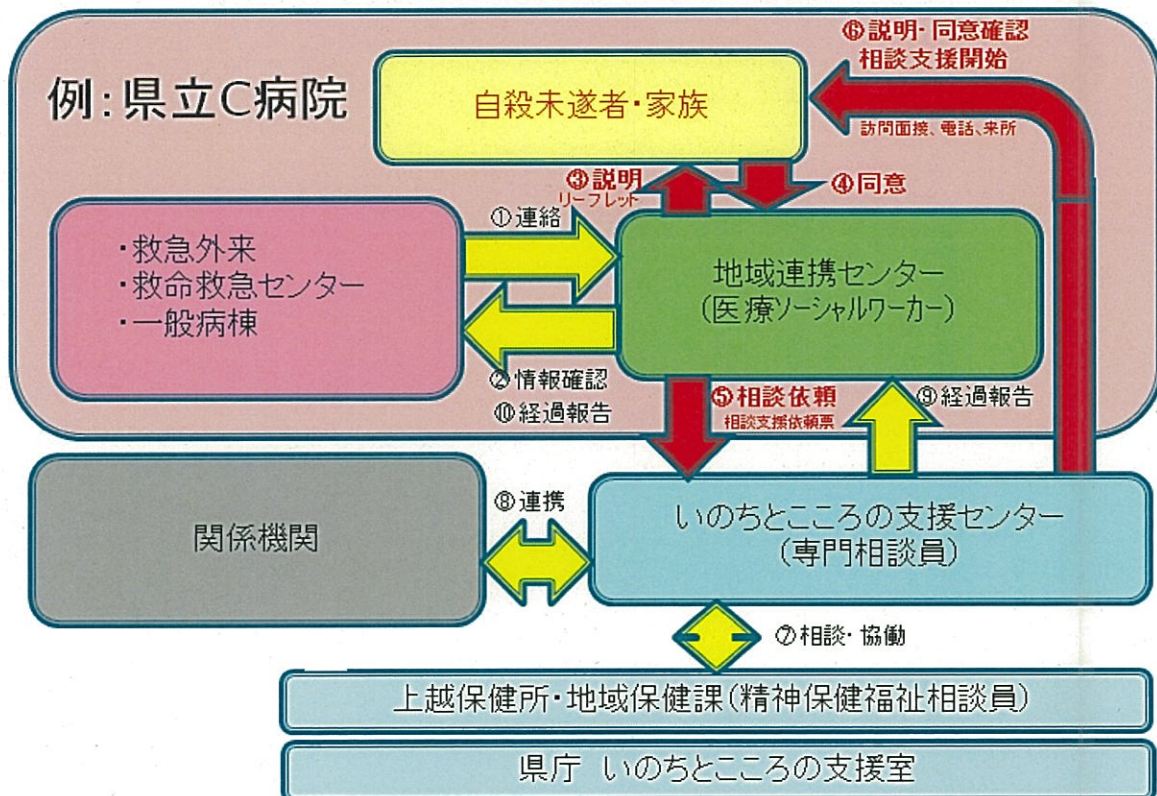 例：県立C病院
自殺未遂者・家族
⑥説明・同意確認
相談支援開始
訪問面接、電話、来所
③説明
リーフレット
④同意
①連絡
・救急外来
・救命救急センター
・一般病棟
地域連携センター
(医療ソーシャルワーカー)
②情報確認
⑩経過報告
⑤相談依頼
相談支援依頼票
⑨経過報告
関係機関
⑧連携
いのちとこころの支援センター
(専門相談員)
⑦相談・協働
上越保健所・地域保健課(精神保健福祉相談員)
県庁 いのちとこころの支援室